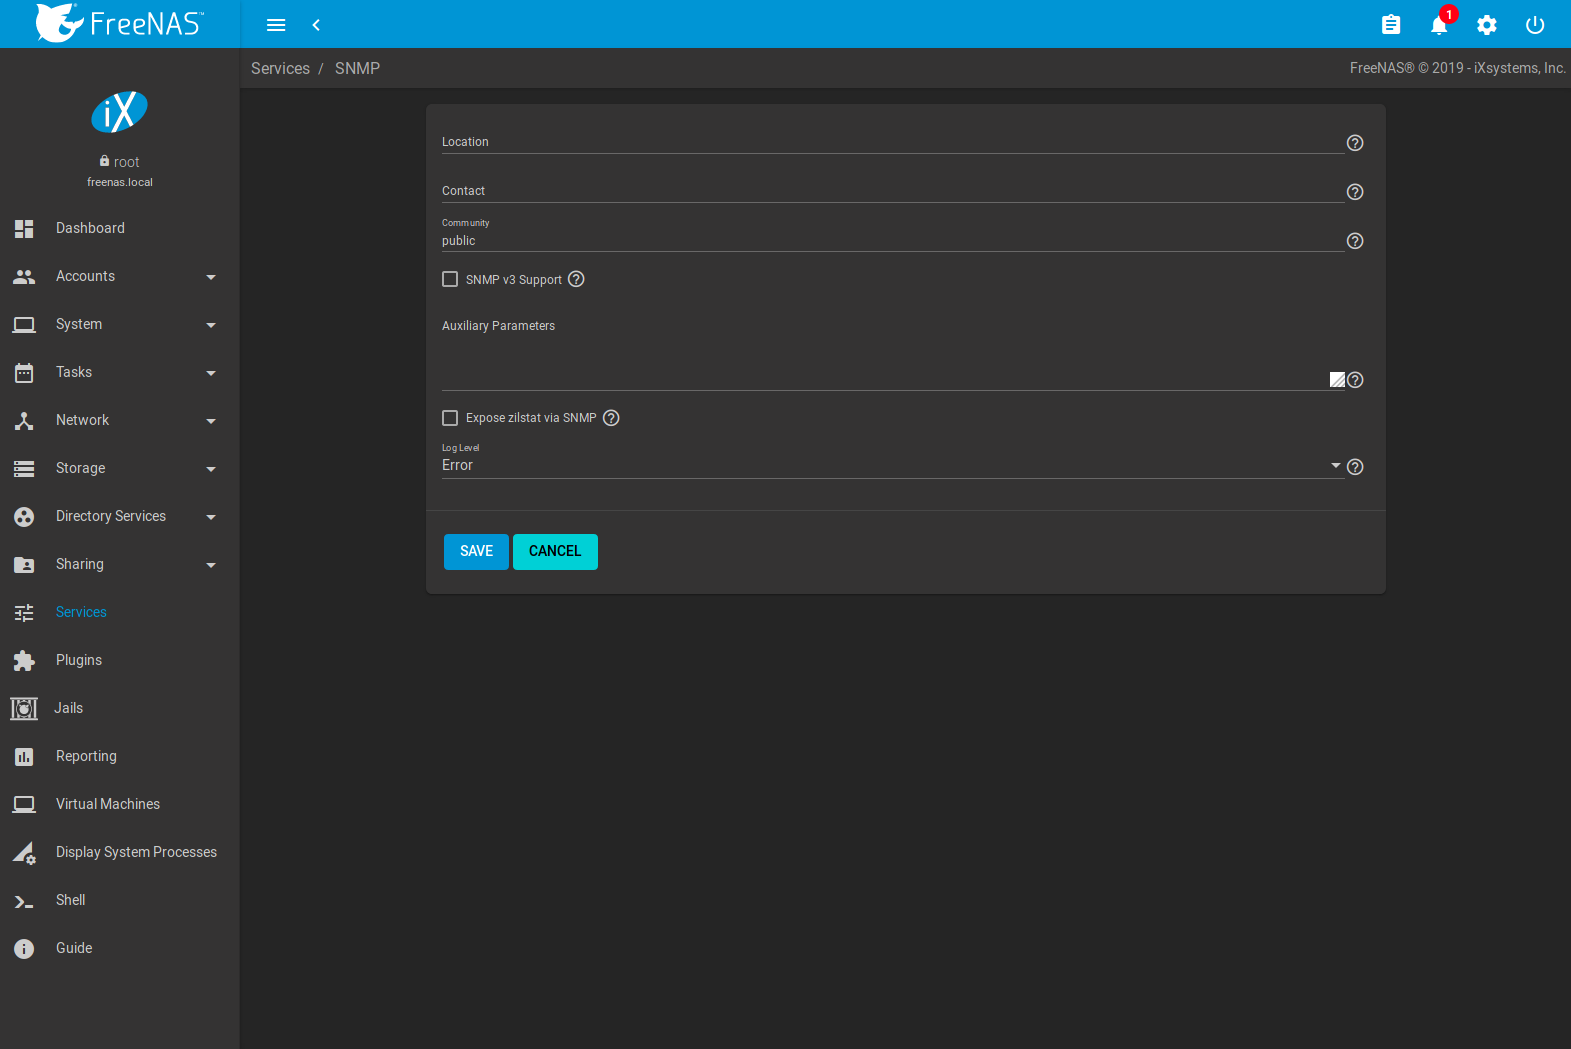 FreeNAS™
1
Services / SNMP
FreeNAS® © 2019 - iXsystems, Inc.
iX
root
freenas.local
Dashboard
Accounts
System
Tasks
Network
Storage
Directory Services
Sharing
Services
Plugins
Jails
Reporting
Virtual Machines
Display System Processes
Shell
Guide
Location
Contact
Community
public
SNMP v3 Support
Auxiliary Parameters
Expose zilstat via SNMP
Log Level
Error
SAVE CANCEL